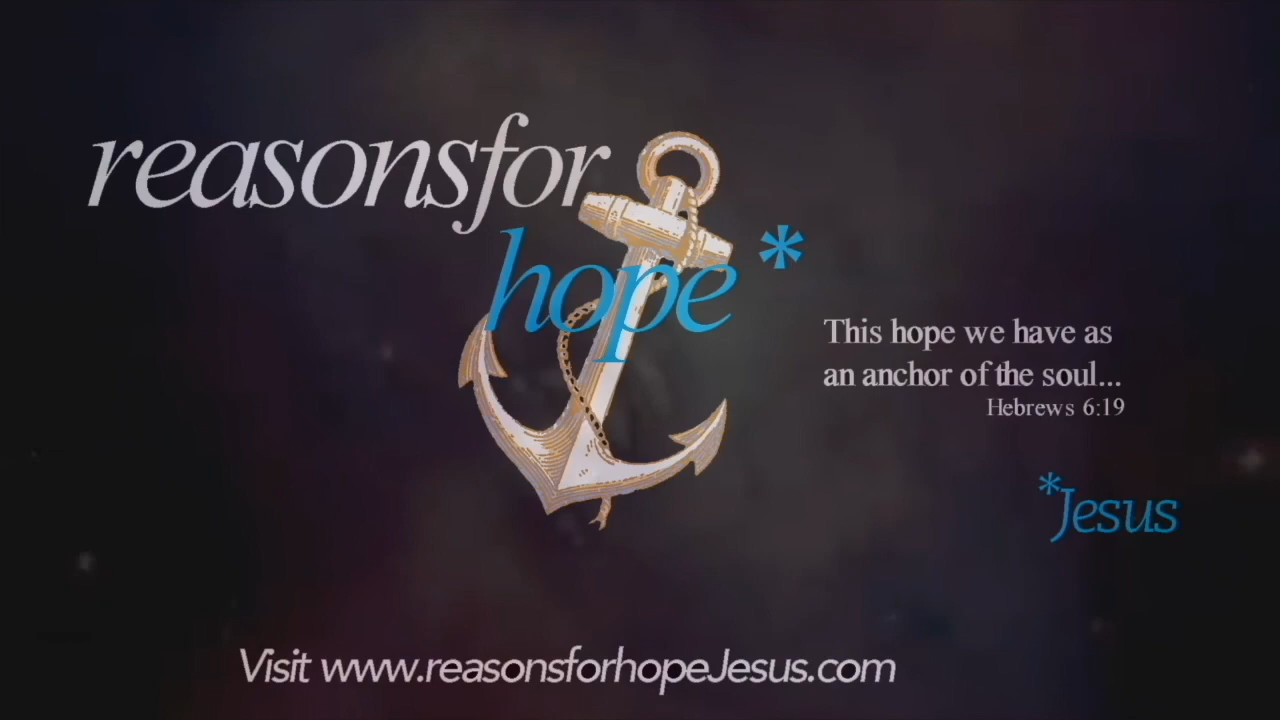 reasonsfor
hope*
This hope we have as
an anchor of the soul...
Hebrews 6:19
*Jesus
Visit www.reasonsforhopeJesus.com